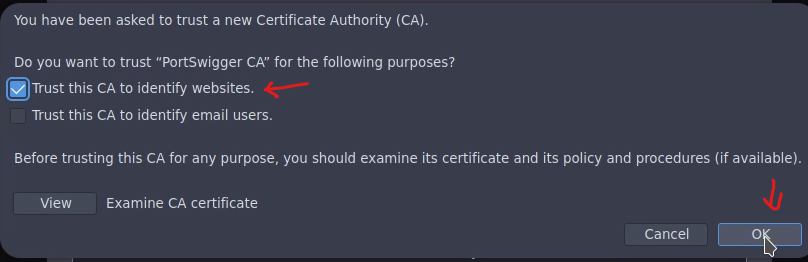 You have been asked to trust a new Certificate Authority (CA).
Do you want to trust “PortSwigger CA” for the following purposes?
Trust this CA to identify websites.
Trust this CA to identify email users.
Before trusting this CA for any purpose, you should examine its certificate and its policy and procedures (if available).
View Examine CA certificate
Cancel OK